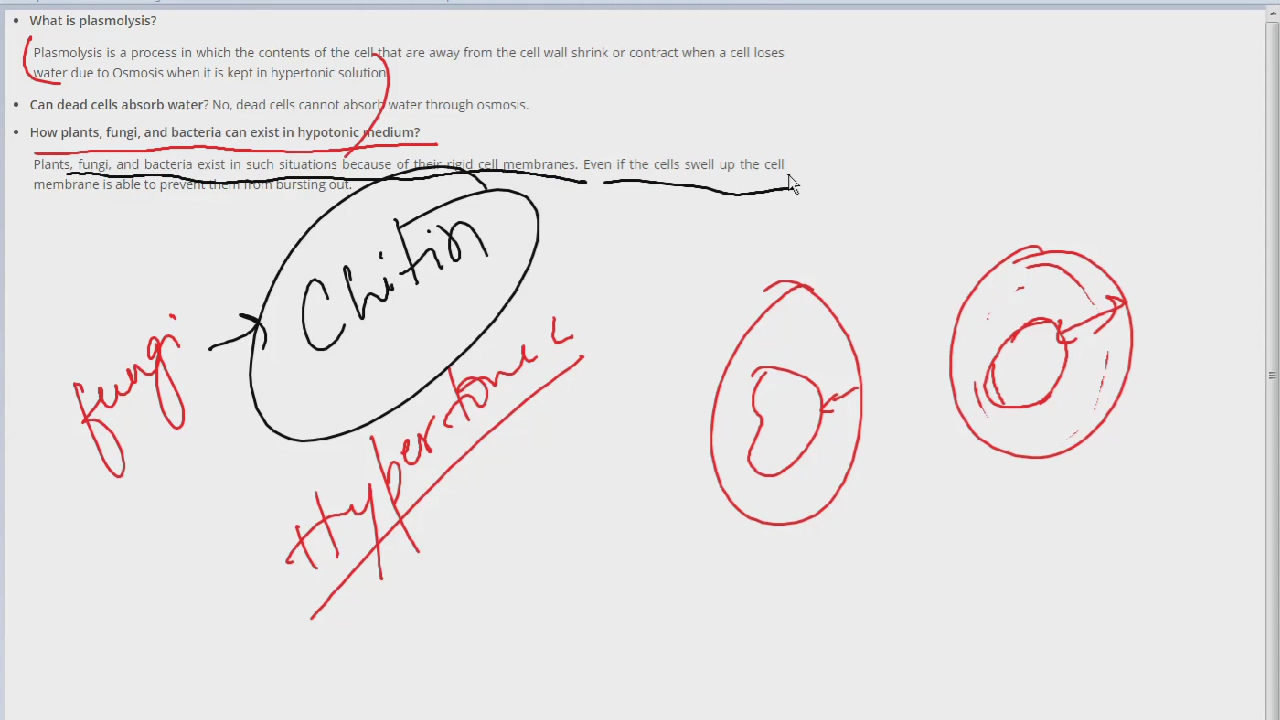 What is plasmolysis?
Plasmolysis is a process in which the contents of the cell that are away from the cell wall shrink or contract when a cell loses
water due to Osmosis when it is kept in hypertonic solution.
Can dead cells absorb water? No, dead cells cannot absorb water through osmosis.
How plants, fungi, and bacteria can exist in hypotonic medium?
Plants, fungi, and bacteria exist in such situations because of their rigid cell membranes. Even if the cells swell up the cell
membrane is able to prevent them from bursting out.
Chitin
fungi